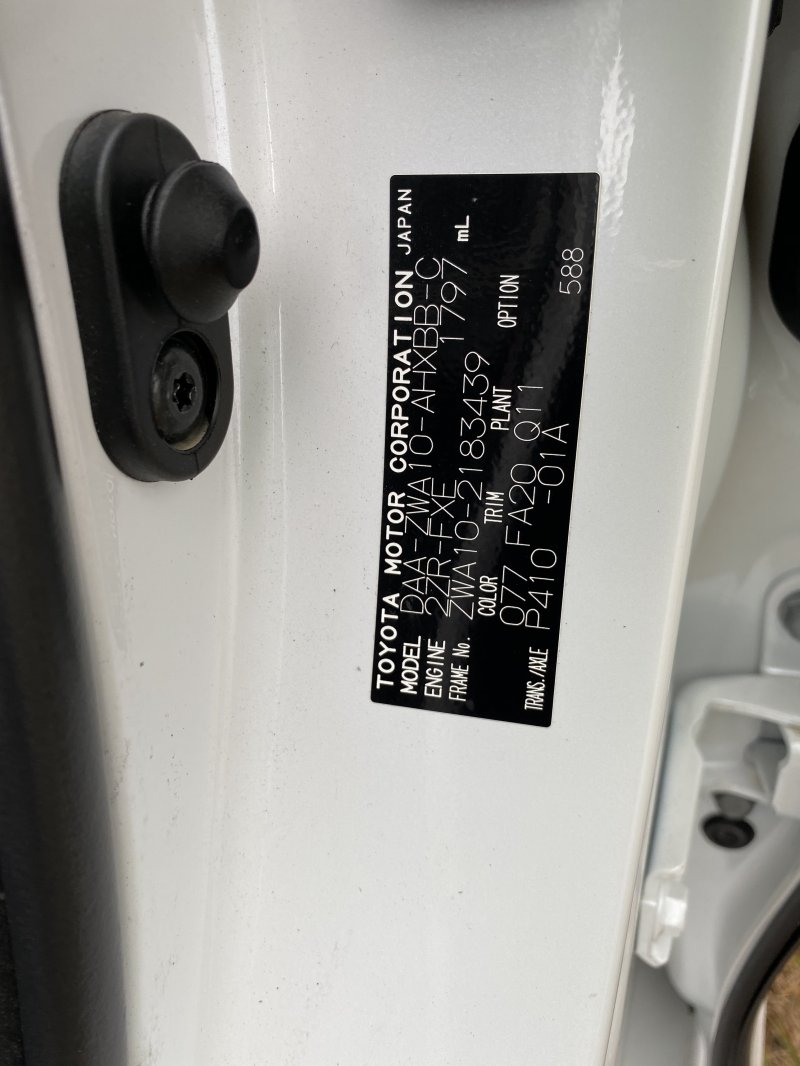 TOYOTA MOTOR CORPORATION JAPAN
MODEL DAA-ZWA10-AHXBB-C
ENGINE 2ZR-FXE 1797 mL
FRAME No. ZWA10-2183439
COLOR TRIM PLANT OPTION
077 FA20 Q11
TRANS./AXLE P410 -01A 588